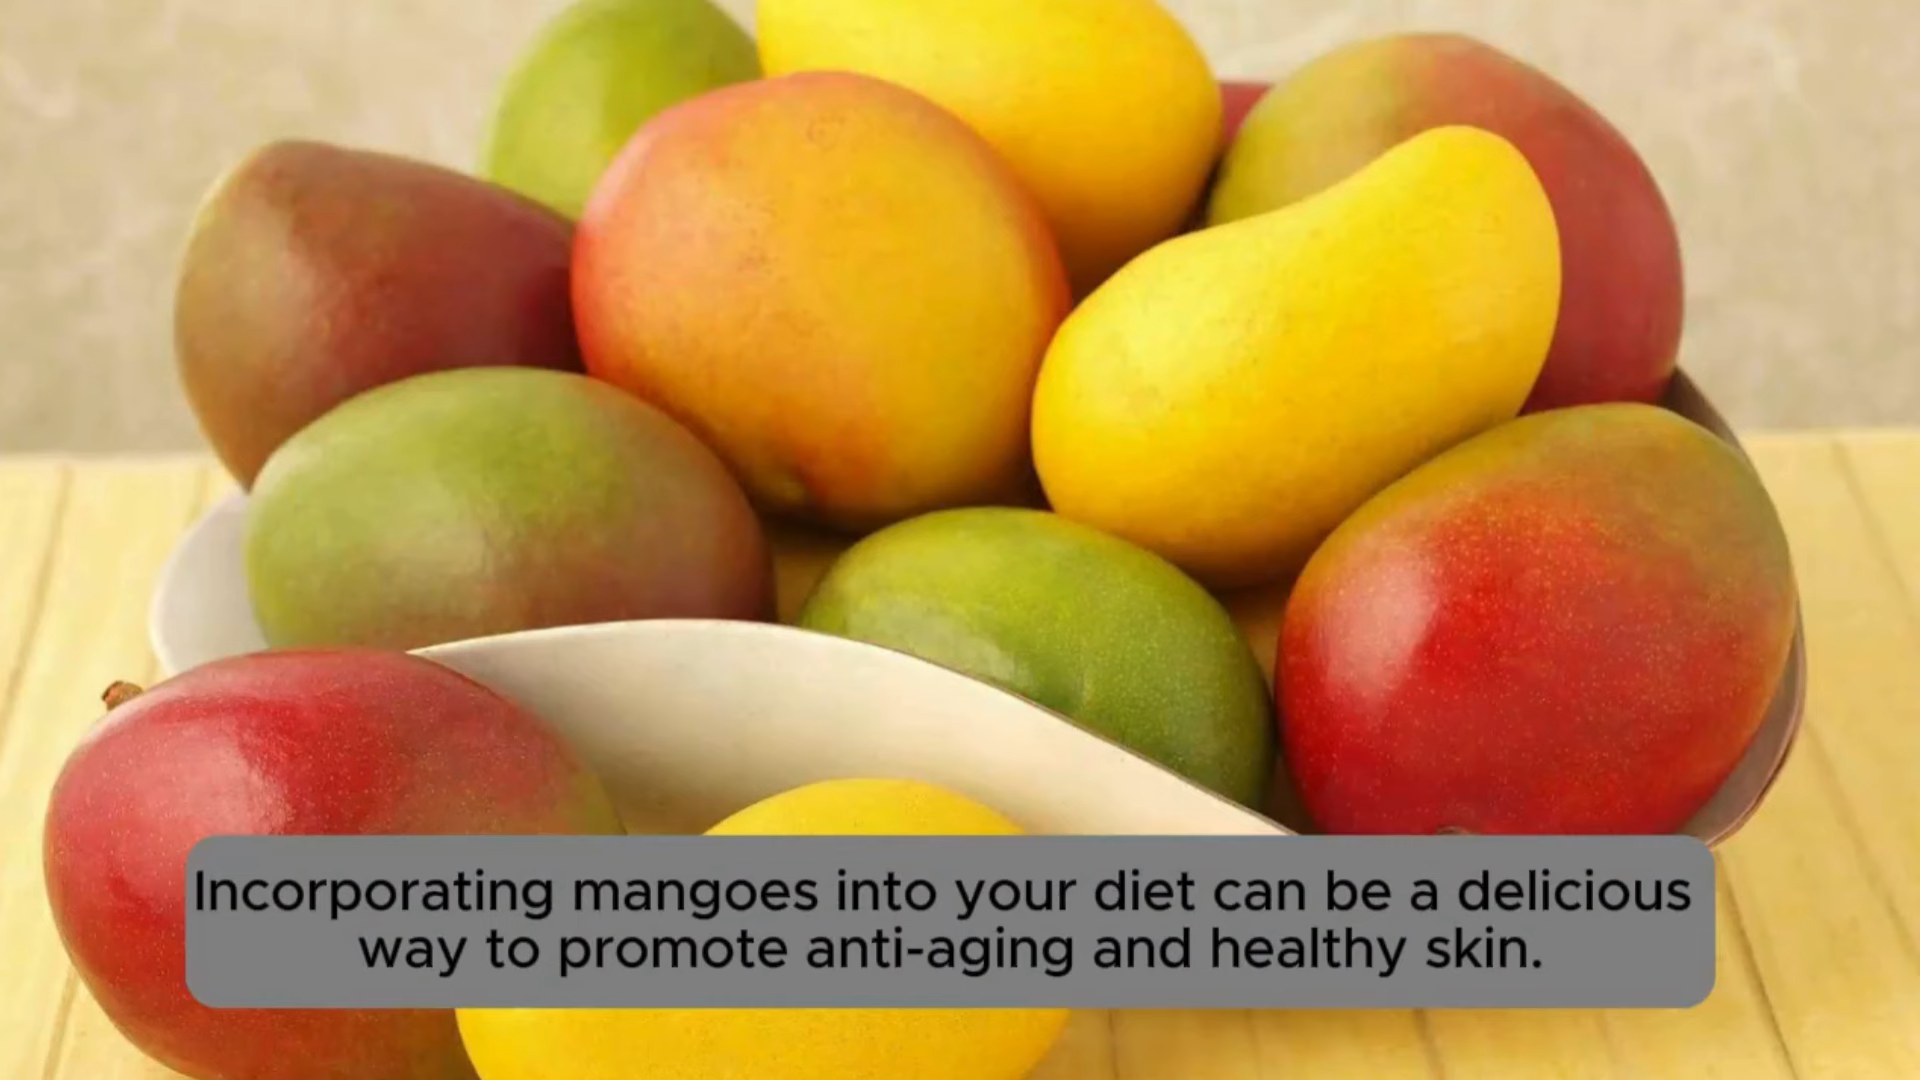 Incorporating mangoes into your diet can be a delicious
way to promote anti-aging and healthy skin.